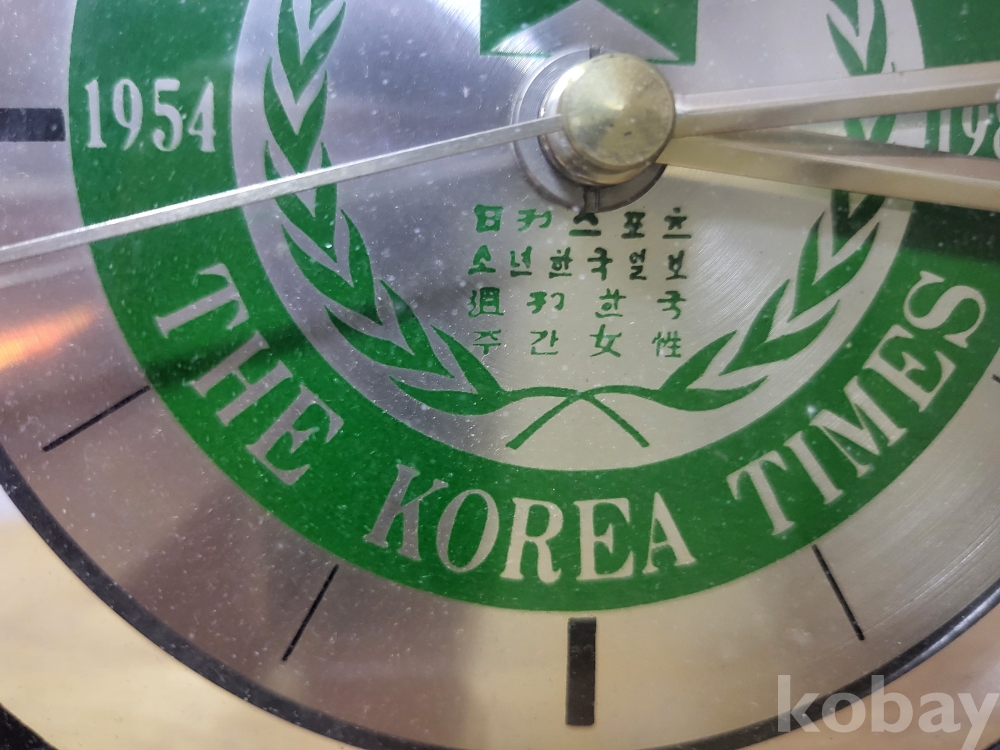 1954
日刊스포츠
소년한국일보
週刊한국
주간女性
THE KOREA TIMES
kobay